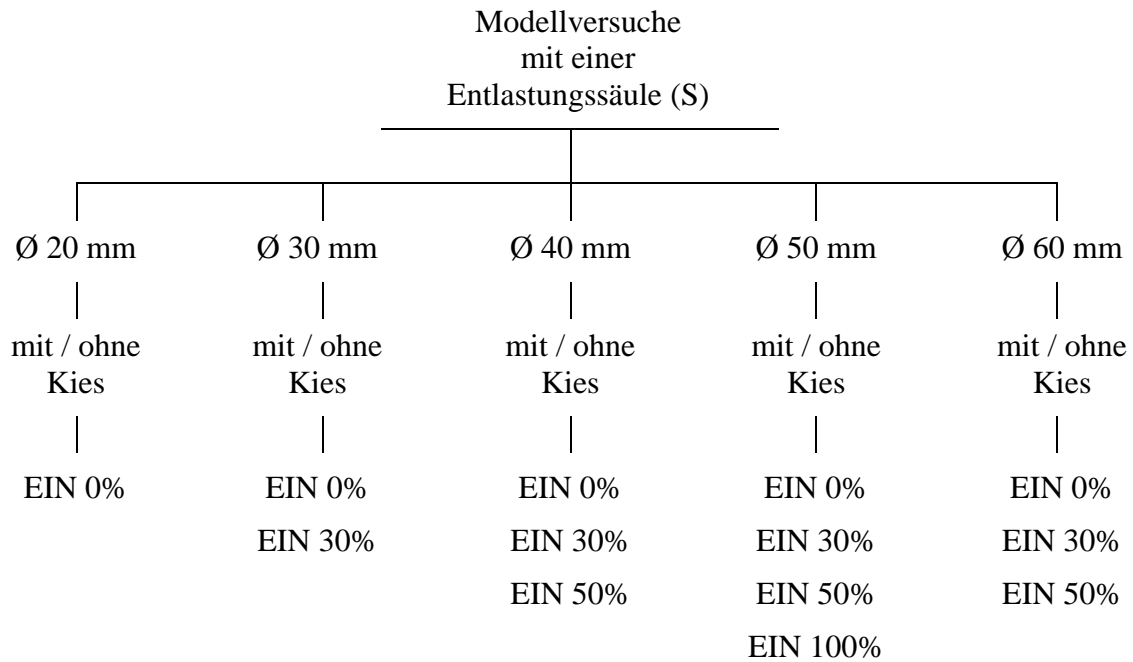 Modellversuche
mit einer
Entlastungssäule (S)
Ø 20 mm Ø 30 mm Ø 40 mm Ø 50 mm Ø 60 mm
mit / ohne mit / ohne mit / ohne mit / ohne mit / ohne
Kies Kies Kies Kies Kies
EIN 0% EIN 0% EIN 0% EIN 0% EIN 0%
EIN 30% EIN 30% EIN 30% EIN 30%
EIN 50% EIN 50% EIN 50%
EIN 100%